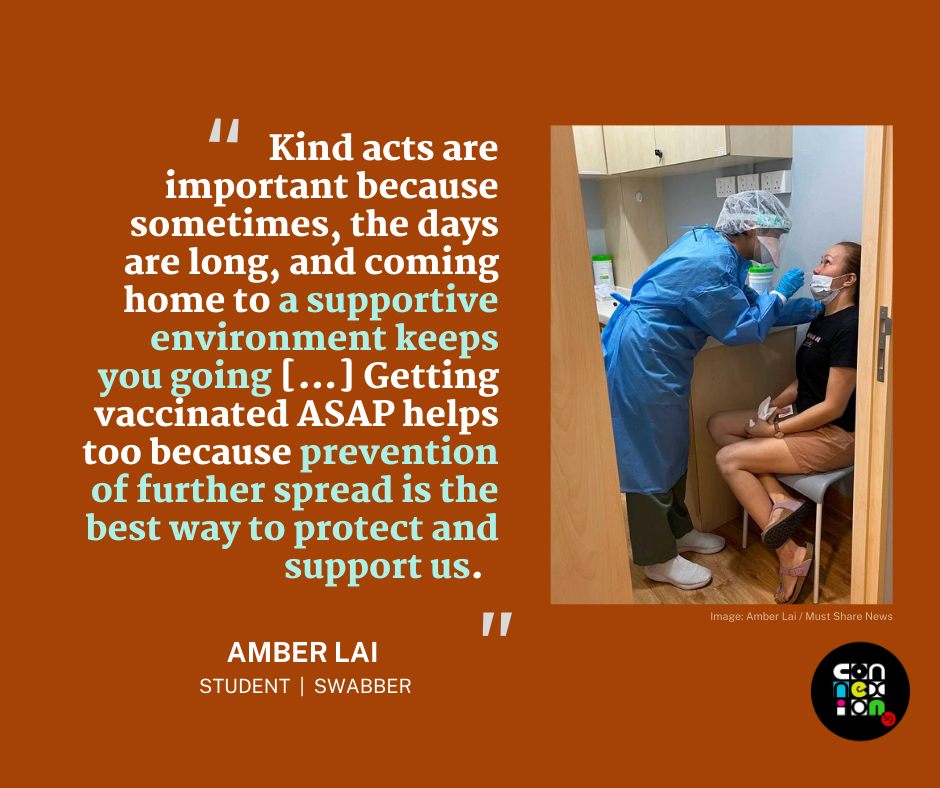 “ Kind acts are
important because
sometimes, the days
are long, and coming
home to a supportive
environment keeps
you going [...] Getting
vaccinated ASAP helps
too because prevention
of further spread is the
best way to protect and
support us.
”
AMBER LAI
STUDENT | SWABBER
Image: Amber Lai / Must Share News
con
nex
ion
SG